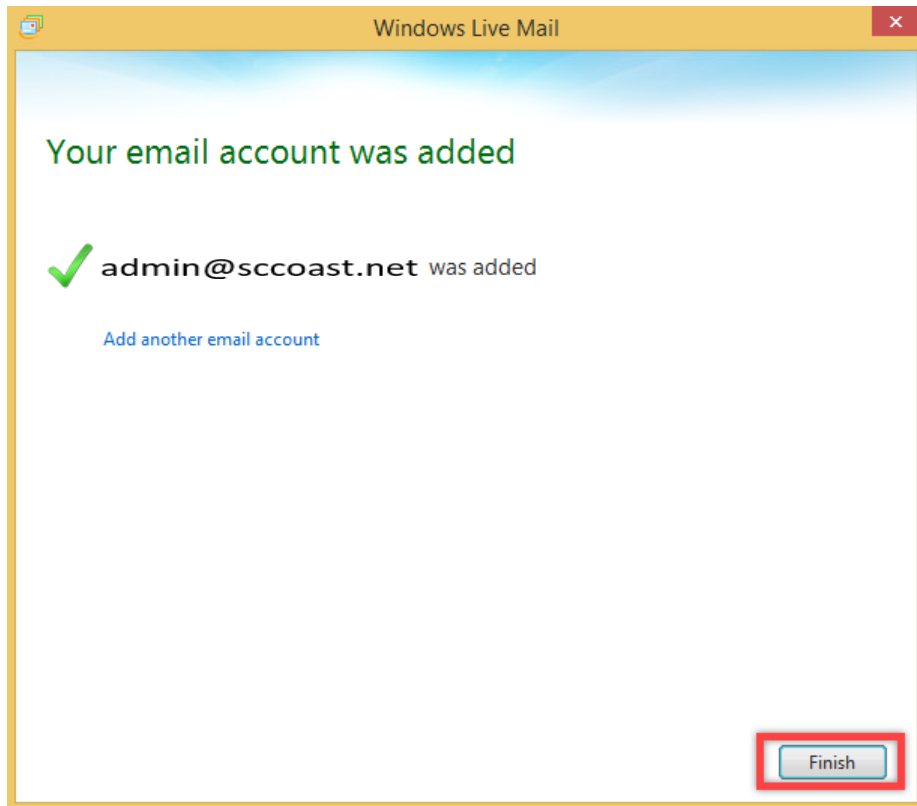 Windows Live Mail
Your email account was added
admin@sccoast.net was added
Add another email account
Finish